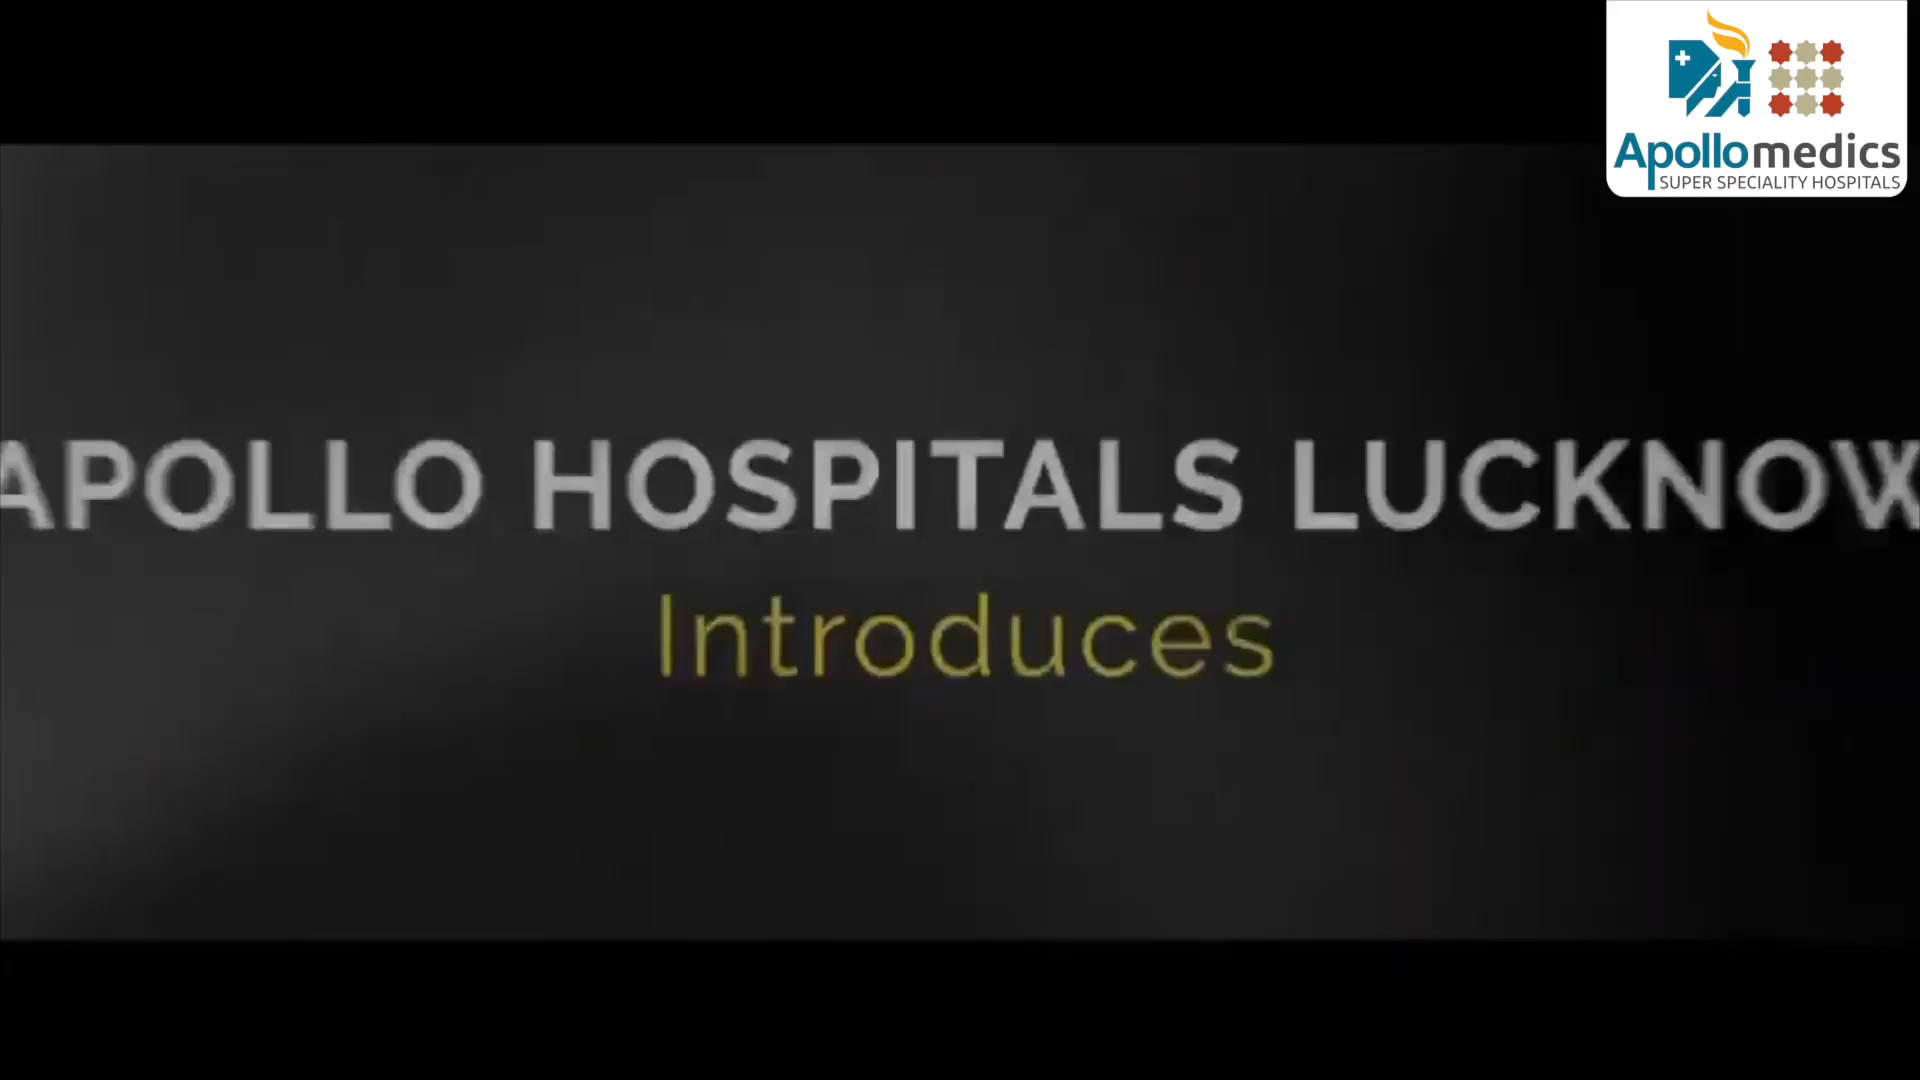 Apollomedics
SUPER SPECIALITY HOSPITALS
APOLLO HOSPITALS LUCKNOW
Introduces